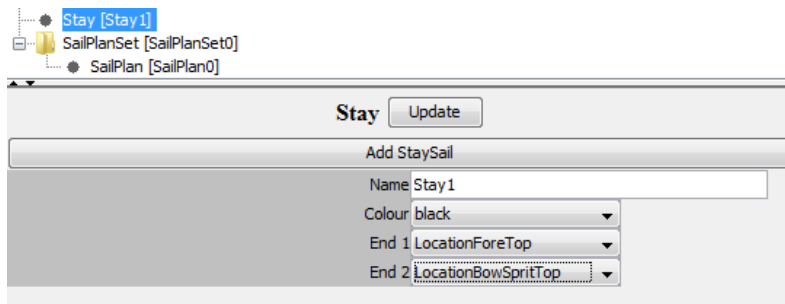 Stay [Stay1]
SailPlanSet [SailPlanSet0]
SailPlan [SailPlan0]
Stay Update
Add StaySail
Name Stay1
Colour black
End 1 LocationForeTop
End 2 LocationBowSpritTop